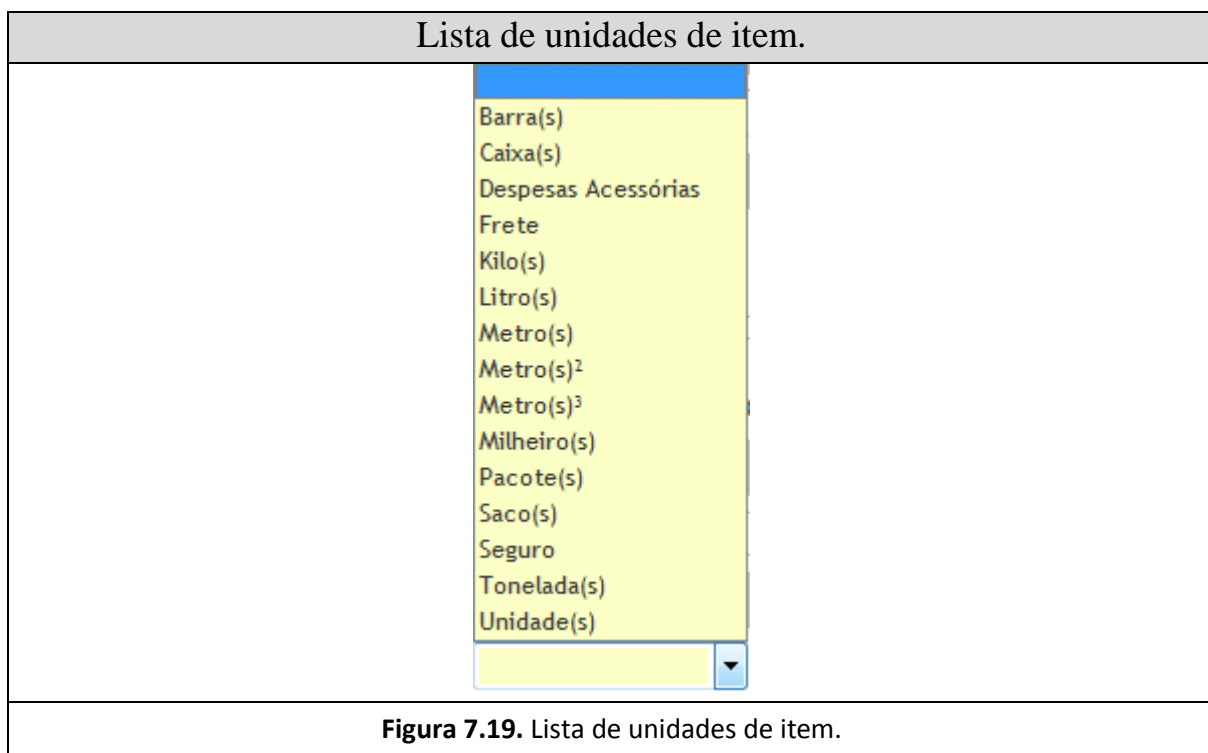 Lista de unidades de item.
Barra(s)
Caixa(s)
Despesas Acessórias
Frete
Kilo(s)
Litro(s)
Metro(s)
Metro(s)²
Metro(s)³
Milheiro(s)
Pacote(s)
Saco(s)
Seguro
Tonelada(s)
Unidade(s)
Figura 7.19. Lista de unidades de item.